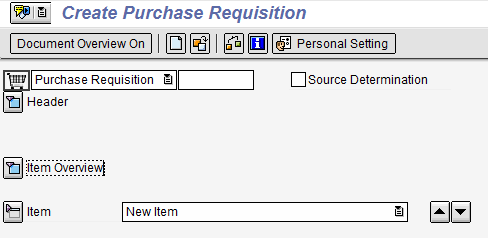 Create Purchase Requisition
Document Overview On Personal Setting
Purchase Requisition Source Determination
Header
Item Overview
Item New Item